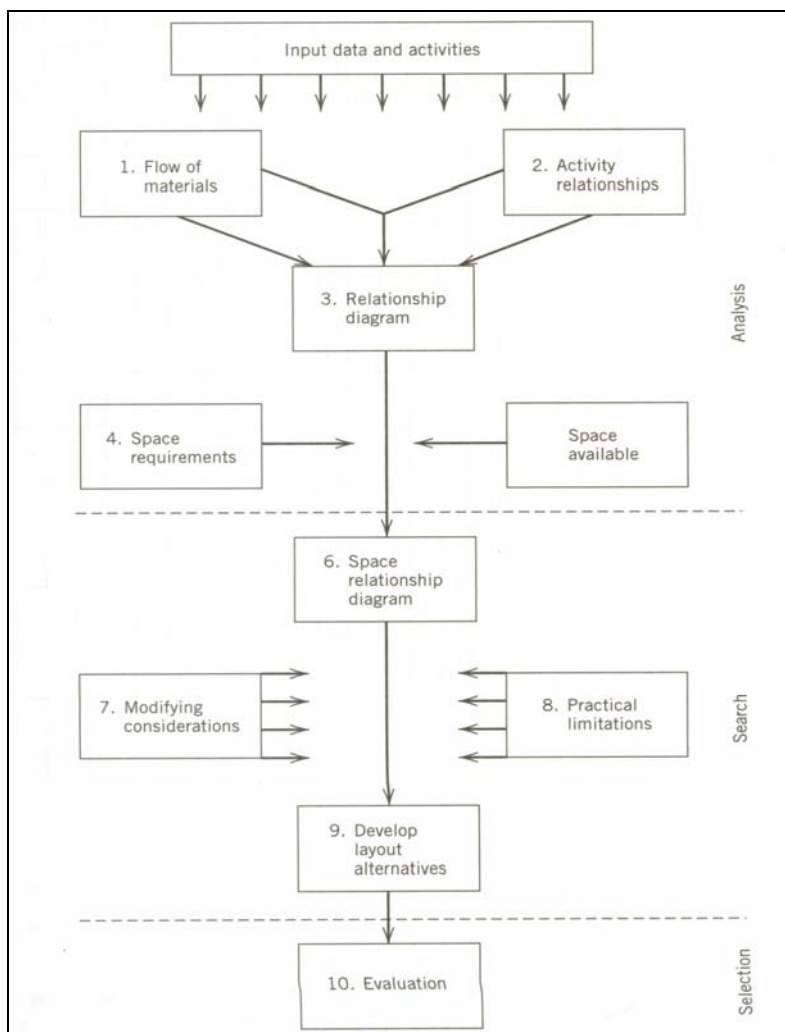 Input data and activities
1. Flow of
materials
2. Activity
relationships
3. Relationship
diagram
Analysis
4. Space
requirements
Space
available
6. Space
relationship
diagram
7. Modifying
considerations
8. Practical
limitations
Search
9. Develop
layout
alternatives
10. Evaluation
Selection